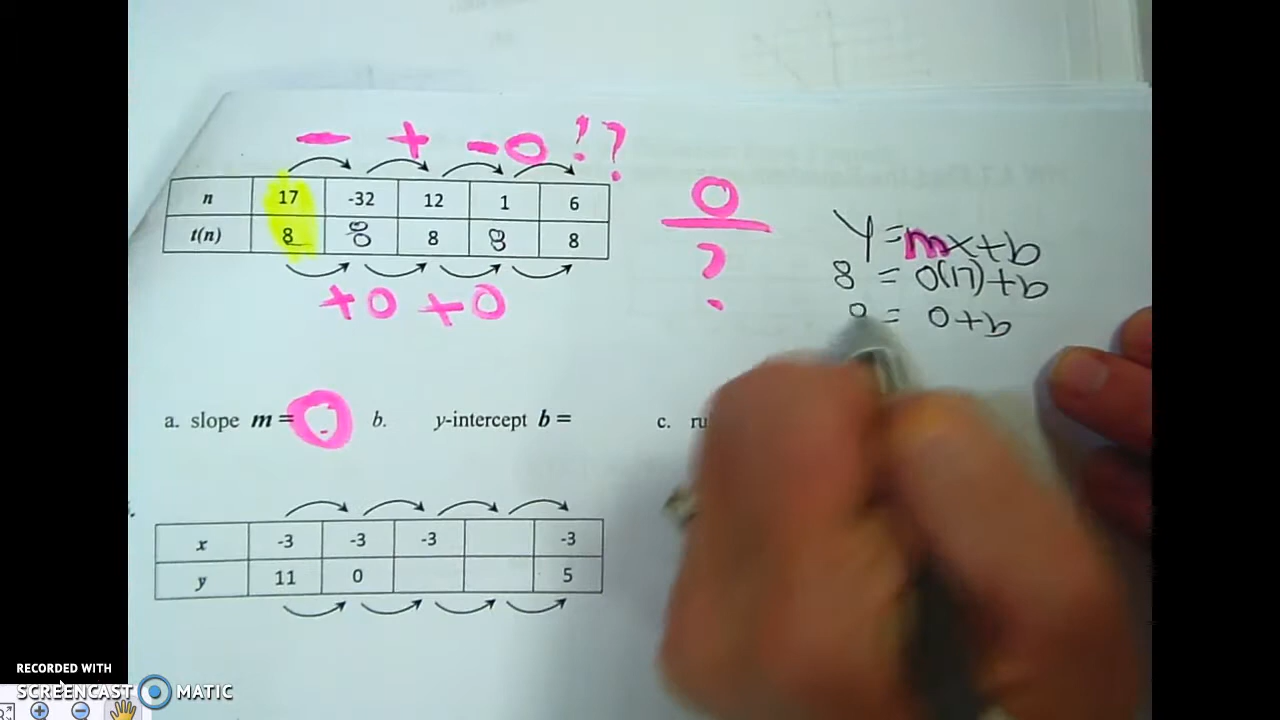 - + -0 !?
n 17 -32 12 1 6
t(n) 8 8 8 8 8
+0 +0
0
?
y = mx+b
8 = 0(17)+b
= 0+b
a. slope m = 0 b. y-intercept b = c.
x -3 -3 -3 -3
y 11 0 5
RECORDED WITH
SCREENCAST MATIC